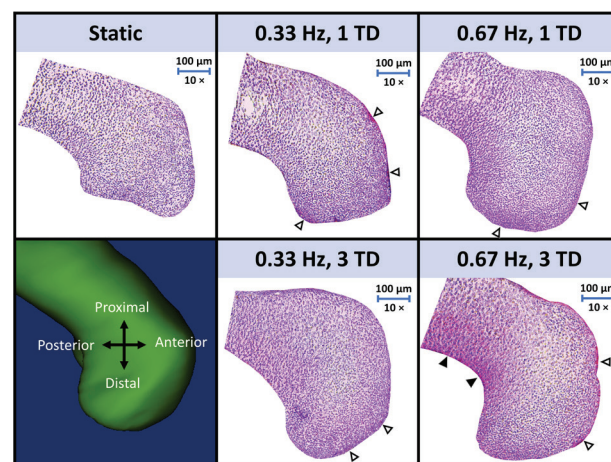 Static
100 μm
10 ×
0.33 Hz, 1 TD
100 μm
10 ×
0.67 Hz, 1 TD
100 μm
10 ×
Proximal
Posterior
Anterior
Distal
0.33 Hz, 3 TD
100 μm
10 ×
0.67 Hz, 3 TD
100 μm
10 ×